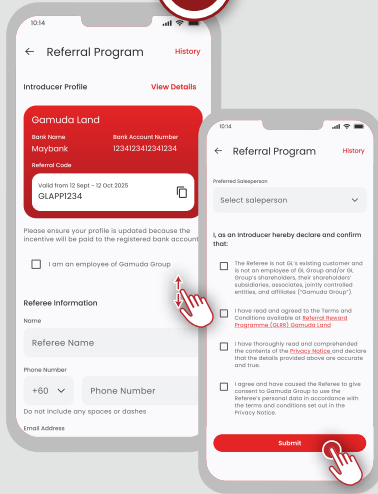 10:14
Referral Program
History
Introducer Profile
View Details
Gamuda Land
Bank Name
Bank Account Number
Maybank
1234123412341234
Referral Code
Valid from 12 Sept - 12 Oct 2025
GLAPP1234
Please ensure your profile is updated because the
incentive will be paid to the registered bank account
I am an employee of Gamuda Group
Referee Information
Name
Referee Name
Phone Number
+60
Phone Number
Do not include any spaces or dashes
Email Address
10:14
Referral Program
History
Preferred Salesperson
Select salesperson
I, as an Introducer hereby declare and confirm
that:
The Referee is not GL's existing customer and
is not an employee of GL Group and/or GL
Group's shareholders, their shareholders'
subsidiaries, associates, jointly controlled
entities, and affiliates ("Gamuda Group").
I have read and agreed to the Terms and
Conditions available at Referral Reward
Programme (GLRR) Gamuda Land
I have thoroughly read and comprehended
the contents of the Privacy Notice and declare
that the details provided above are accurate
and true.
I agree and have caused the Referee to give
consent to Gamuda Group to use the
Referee's personal data in accordance with
the terms and conditions set out in the
Privacy Notice.
Submit